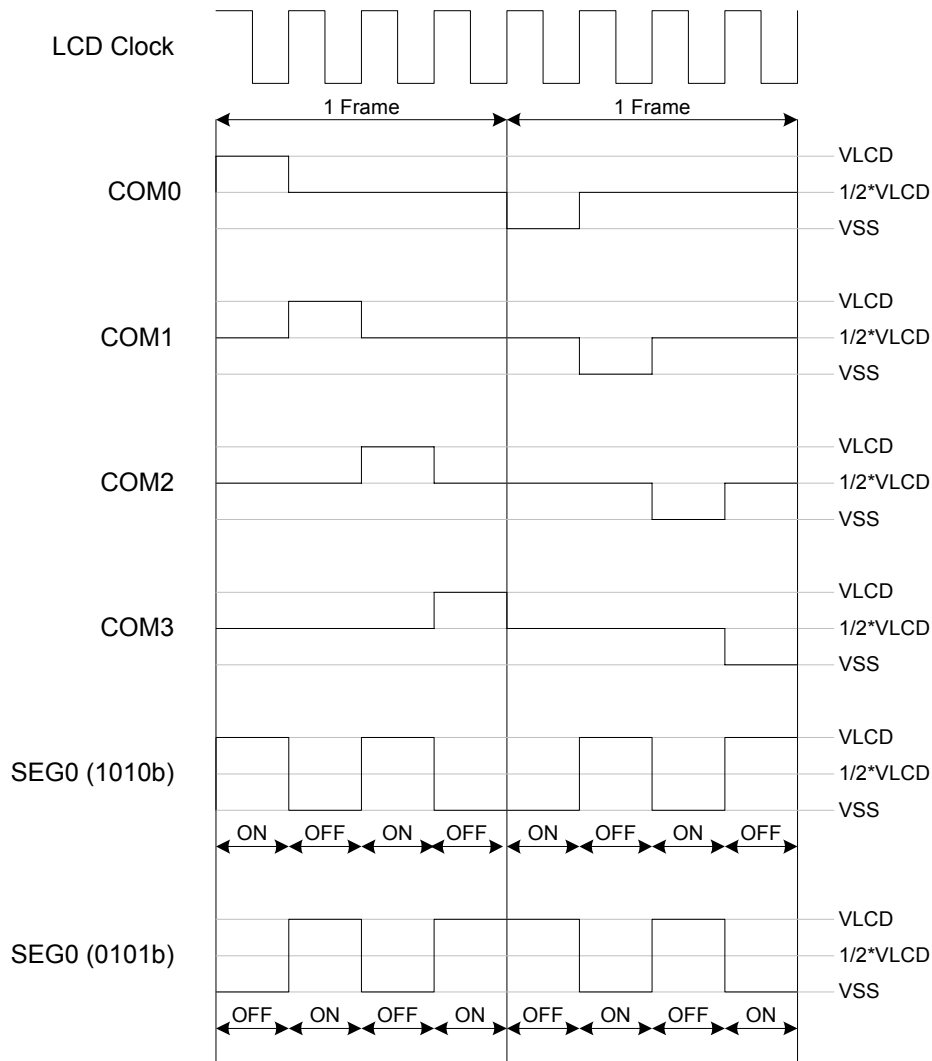 LCD Clock
1 Frame 1 Frame
VLCD
COM0 1/2*VLCD
VSS
VLCD
COM1 1/2*VLCD
VSS
VLCD
COM2 1/2*VLCD
VSS
VLCD
COM3 1/2*VLCD
VSS
VLCD
SEG0 (1010b) 1/2*VLCD
VSS
ON OFF ON OFF ON OFF ON OFF
VLCD
SEG0 (0101b) 1/2*VLCD
VSS
OFF ON OFF ON OFF ON OFF ON